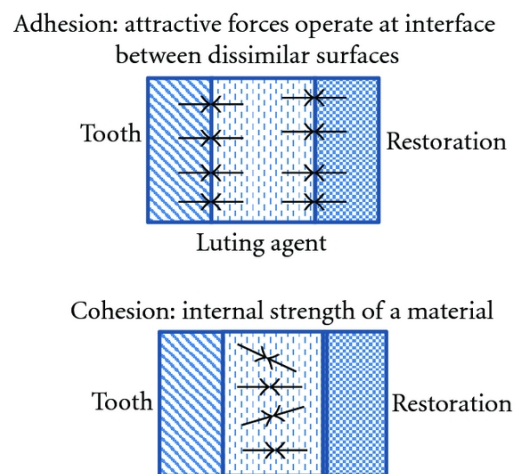 Adhesion: attractive forces operate at interface
between dissimilar surfaces
Tooth
Restoration
Luting agent
Cohesion: internal strength of a material
Tooth
Restoration